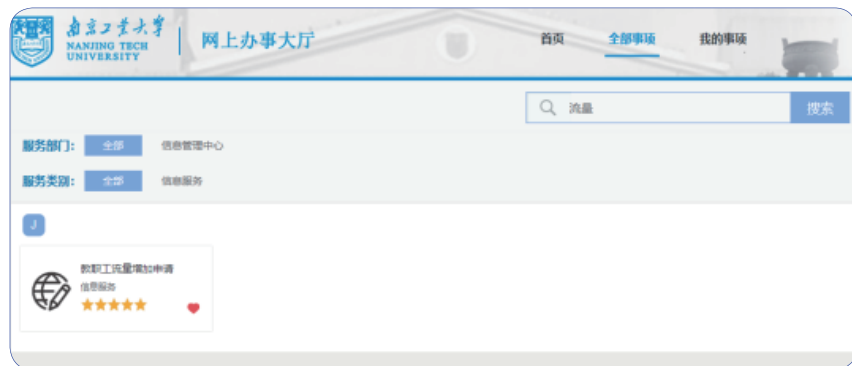 南京工业大学
NANJING TECH
UNIVERSITY
网上办事大厅
首页 全部事项 我的事项
流量 搜索
服务部门： 全部 信息管理中心
服务类别： 全部 信息服务
J
教职工流量增加申请
信息服务